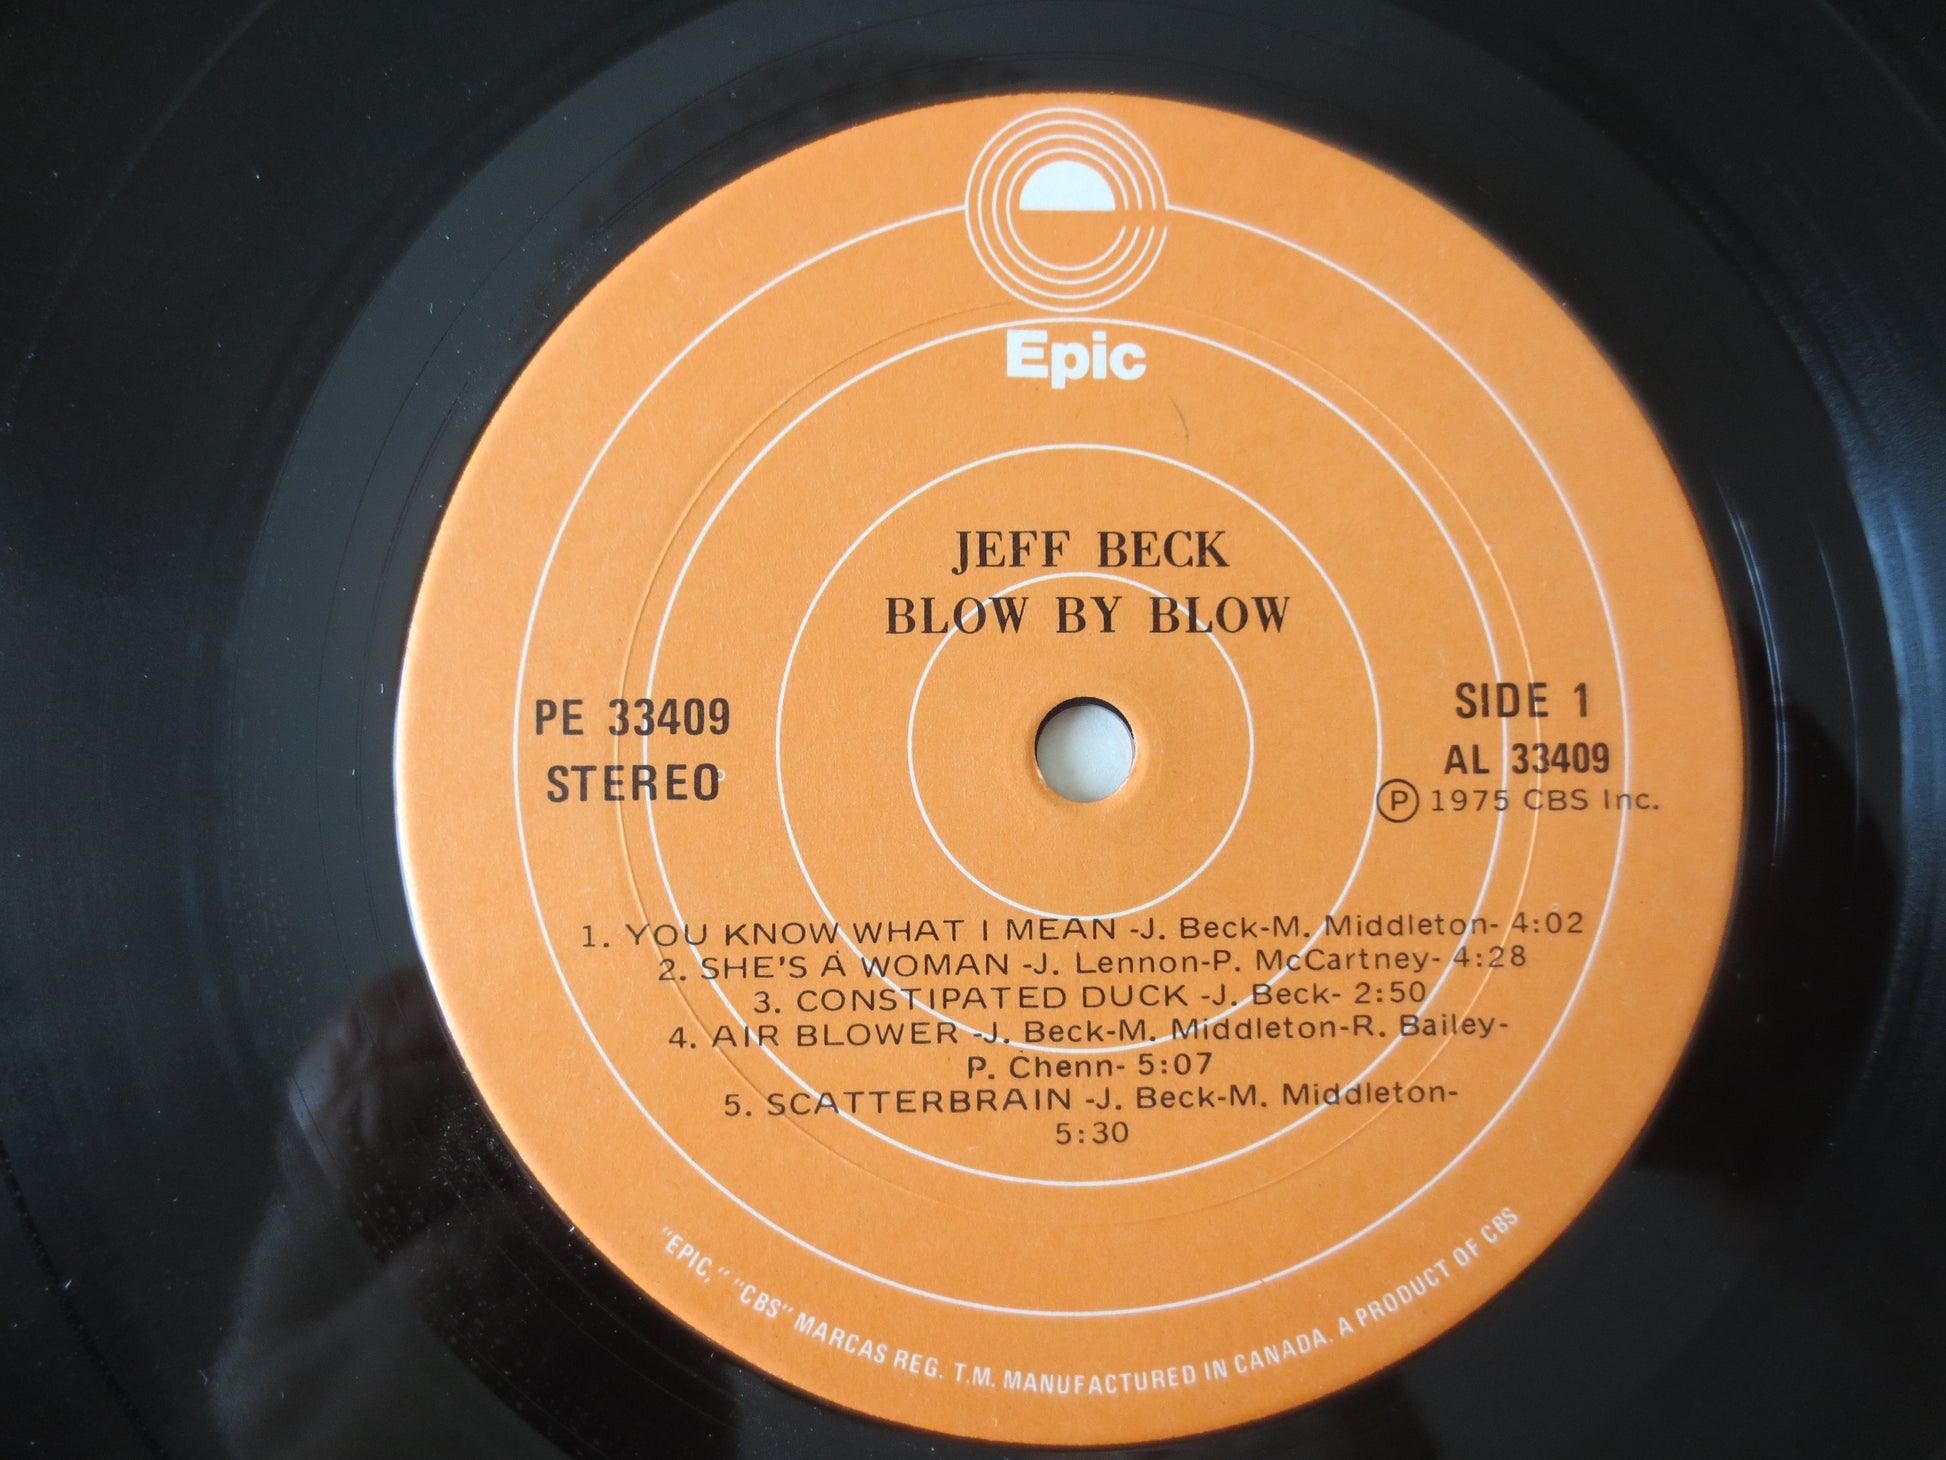 Epic
JEFF BECK
BLOW BY BLOW
PE 33409
STEREO
SIDE 1
AL 33409
Ⓟ 1975 CBS Inc.
1. YOU KNOW WHAT I MEAN -J. Beck-M. Middleton- 4:02
2. SHE'S A WOMAN -J. Lennon-P. McCartney- 4:28
3. CONSTIPATED DUCK -J. Beck- 2:50
4. AIR BLOWER -J. Beck-M. Middleton-R. Bailey-
P. Chenn- 5:07
5. SCATTERBRAIN -J. Beck-M. Middleton-
5:30
"EPIC," "CBS" MARCAS REG. T.M. MANUFACTURED IN CANADA. A PRODUCT OF CBS